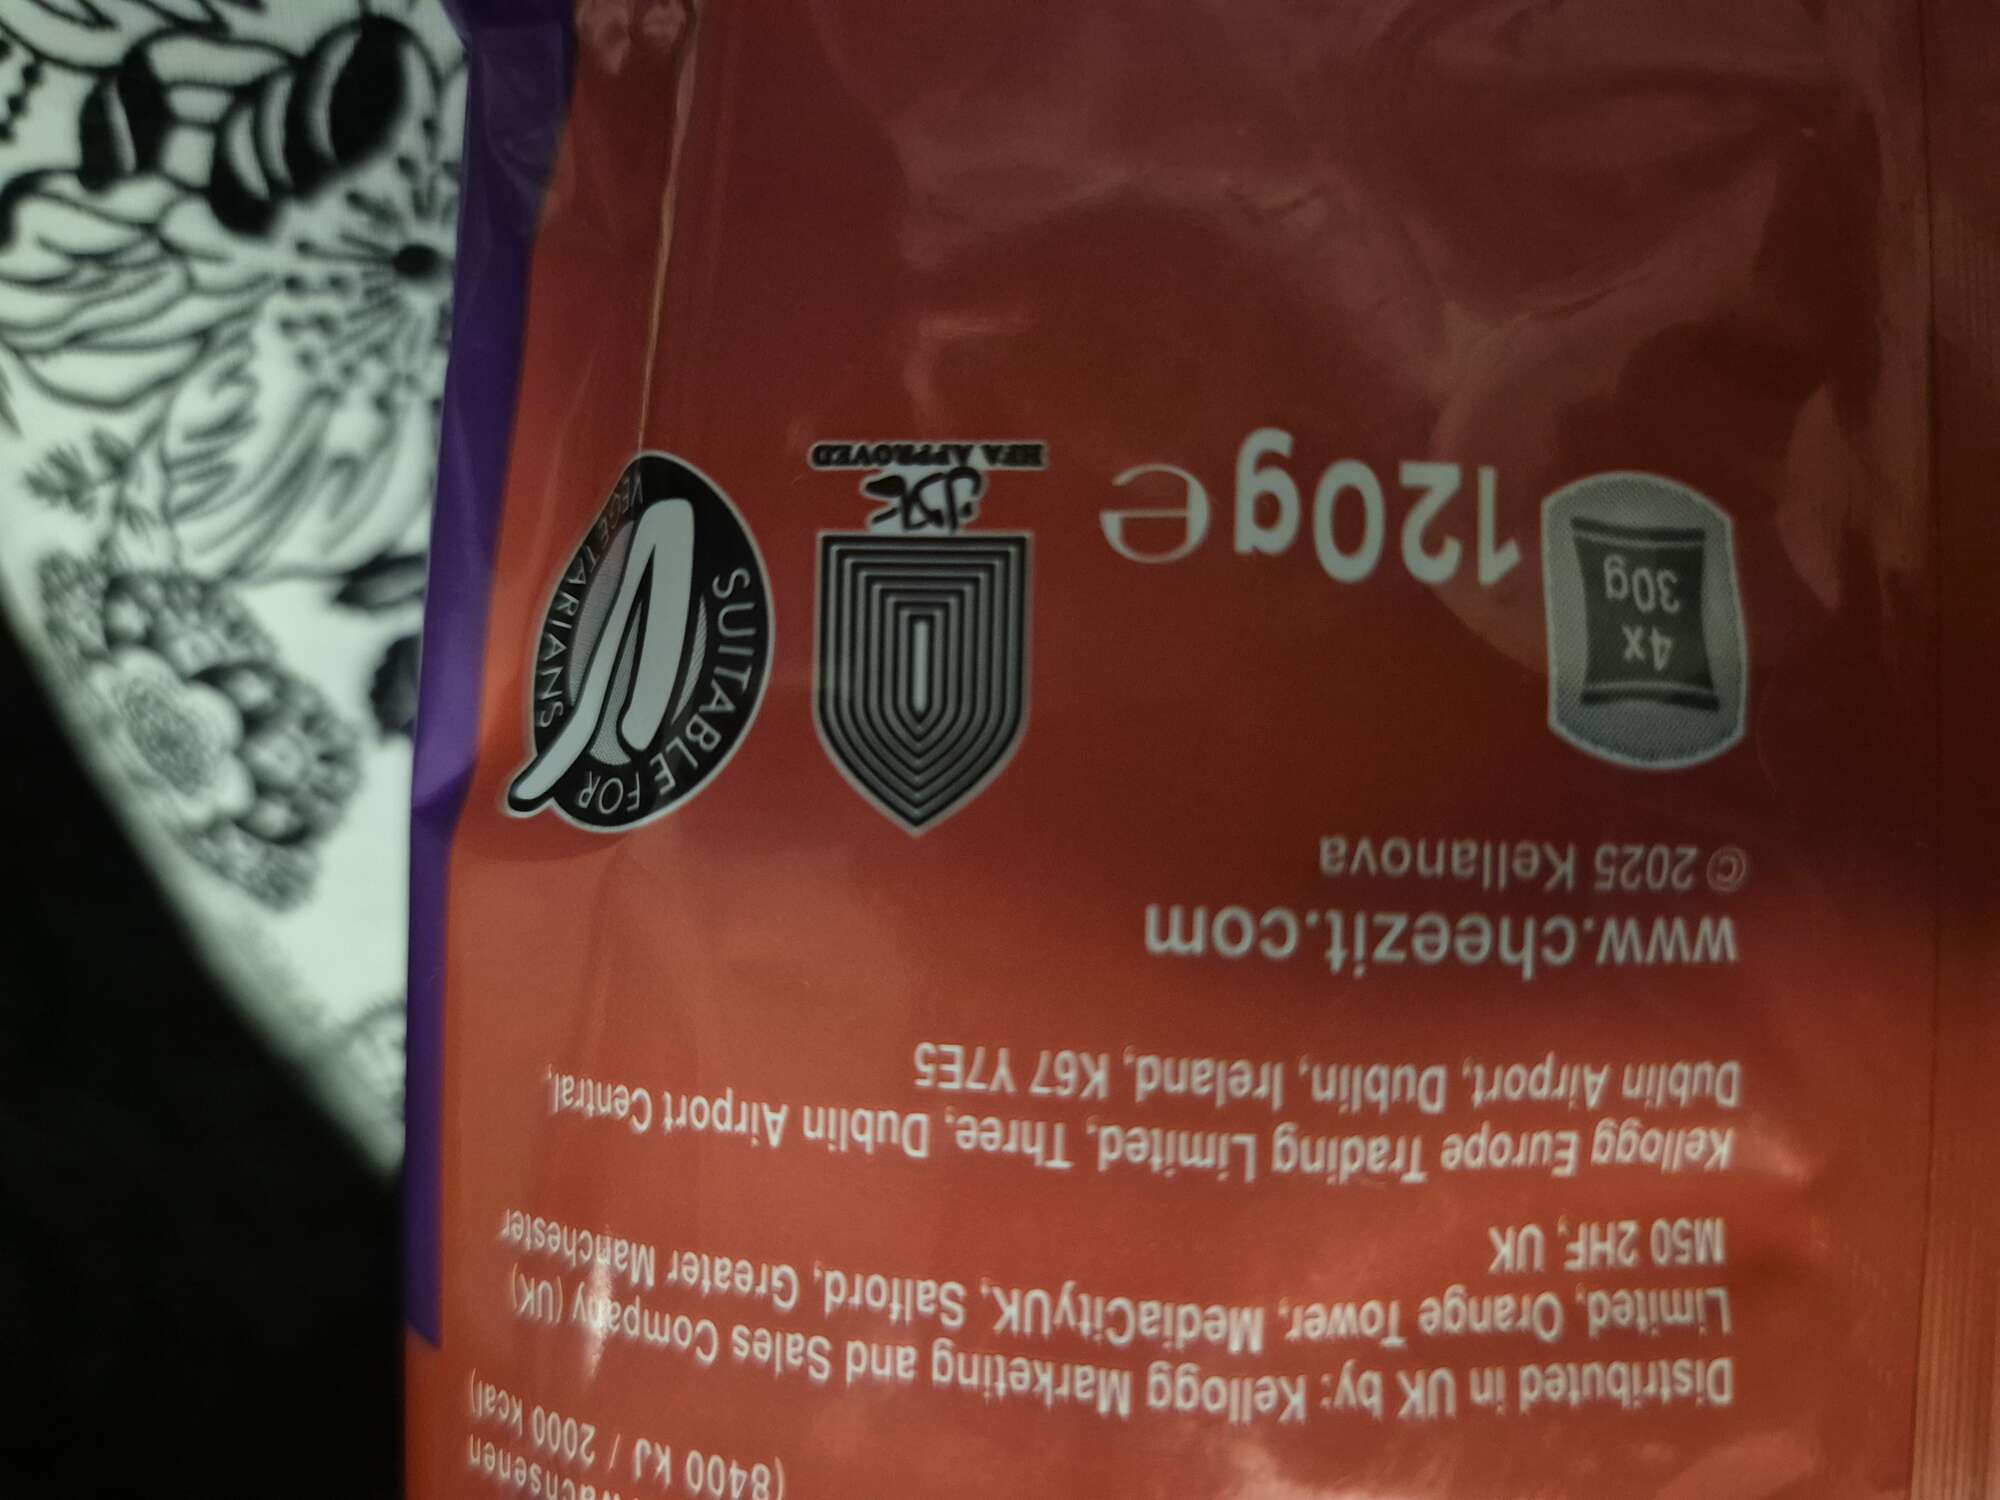 wachsenen
(8400 kJ / 2000 kcal)
Distributed in UK by: Kellogg Marketing and Sales Company (UK)
Limited, Orange Tower, MediaCityUK, Salford, Greater Manchester
M50 2HF, UK
Kellogg Europe Trading Limited, Three, Dublin Airport Central,
Dublin Airport, Dublin, Ireland, K67 Y7E5
www.cheezit.com
© 2025 Kellanova
4x
30g
120g e
حلال
HFA APPROVED
SUITABLE FOR
VEGETARIANS